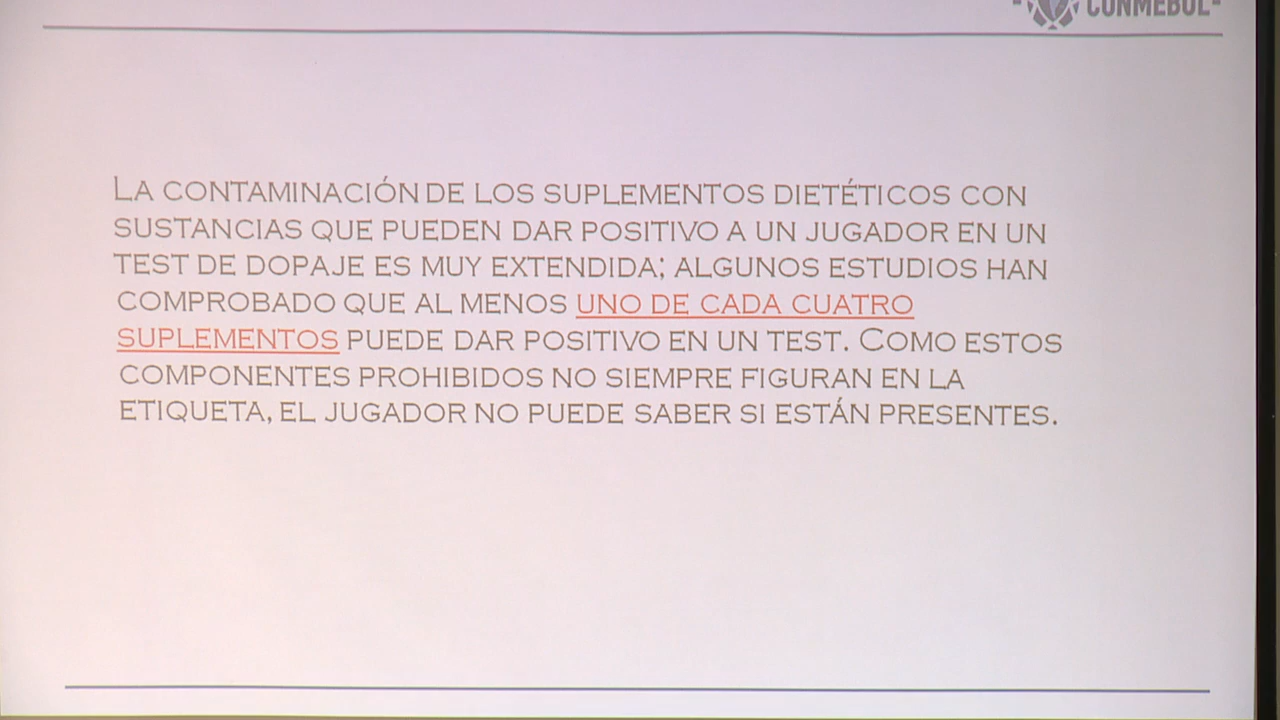 CONMEBOL
LA CONTAMINACIÓN DE LOS SUPLEMENTOS DIETÉTICOS CON
SUSTANCIAS QUE PUEDEN DAR POSITIVO A UN JUGADOR EN UN
TEST DE DOPAJE ES MUY EXTENDIDA; ALGUNOS ESTUDIOS HAN
COMPROBADO QUE AL MENOS UNO DE CADA CUATRO
SUPLEMENTOS PUEDE DAR POSITIVO EN UN TEST. COMO ESTOS
COMPONENTES PROHIBIDOS NO SIEMPRE FIGURAN EN LA
ETIQUETA, EL JUGADOR NO PUEDE SABER SI ESTÁN PRESENTES.